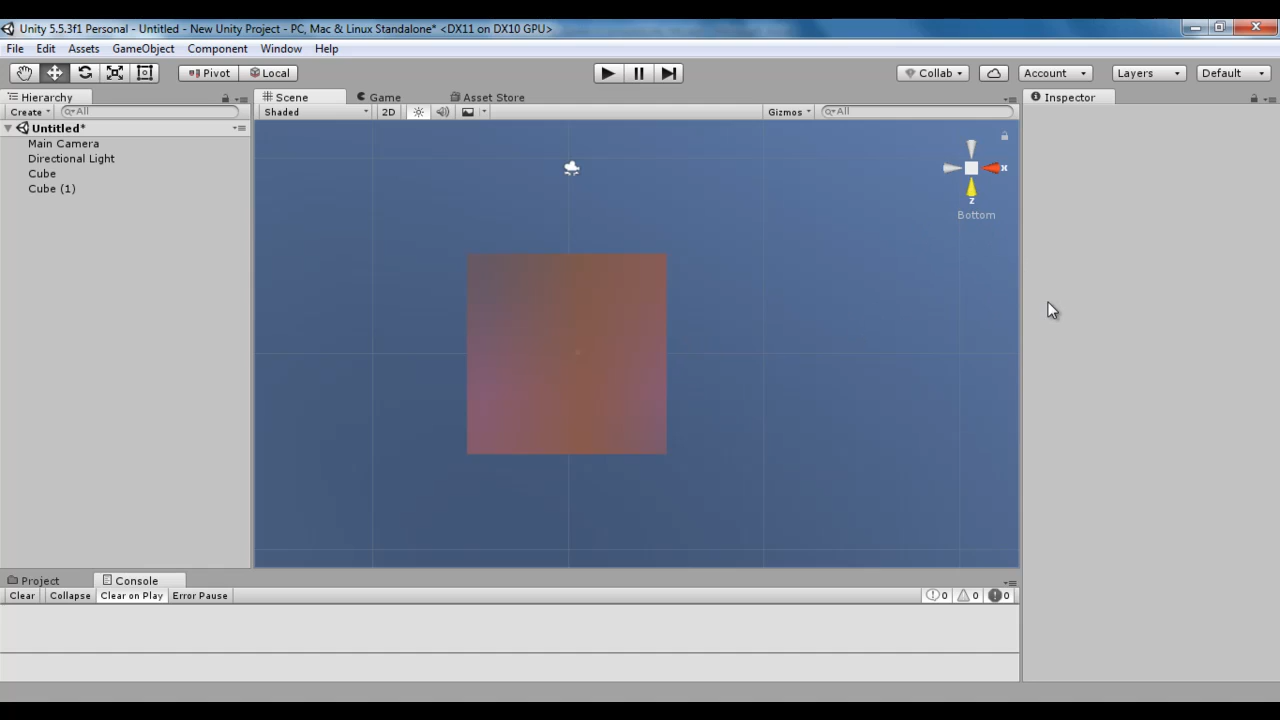 Unity 5.5.3f1 Personal - Untitled - New Unity Project - PC, Mac & Linux Standalone* <DX11 on DX10 GPU>
File Edit Assets GameObject Component Window Help
Pivot Local Collab Account Layers Default
Hierarchy Scene Game Asset Store Inspector
Create All Shaded 2D Gizmos All
Untitled*
Main Camera
Directional Light
Cube
Cube (1)
x
z
Bottom
Project Console
Clear Collapse Clear on Play Error Pause 0 0 0